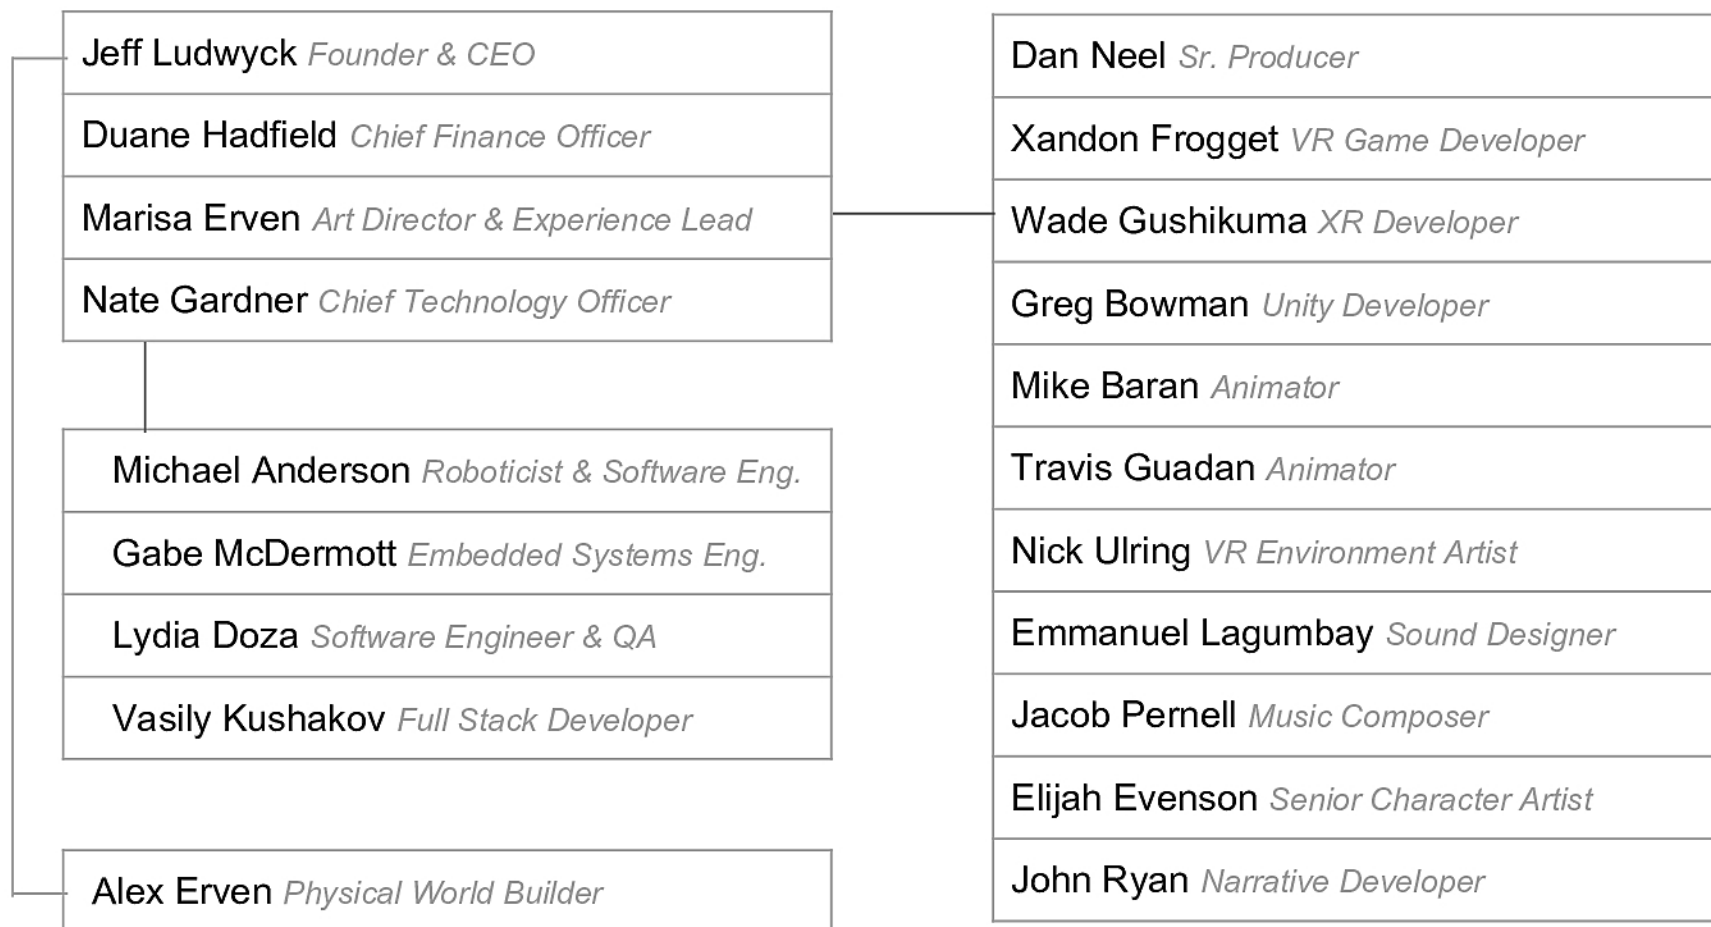 Jeff Ludwyck Founder & CEO
Duane Hadfield Chief Finance Officer
Marisa Erven Art Director & Experience Lead
Nate Gardner Chief Technology Officer
Michael Anderson Roboticist & Software Eng.
Gabe McDermott Embedded Systems Eng.
Lydia Doza Software Engineer & QA
Vasily Kushakov Full Stack Developer
Alex Erven Physical World Builder
Dan Neel Sr. Producer
Xandon Frogget VR Game Developer
Wade Gushikuma XR Developer
Greg Bowman Unity Developer
Mike Baran Animator
Travis Guadan Animator
Nick Ulring VR Environment Artist
Emmanuel Lagumbay Sound Designer
Jacob Pernell Music Composer
Elijah Evenson Senior Character Artist
John Ryan Narrative Developer